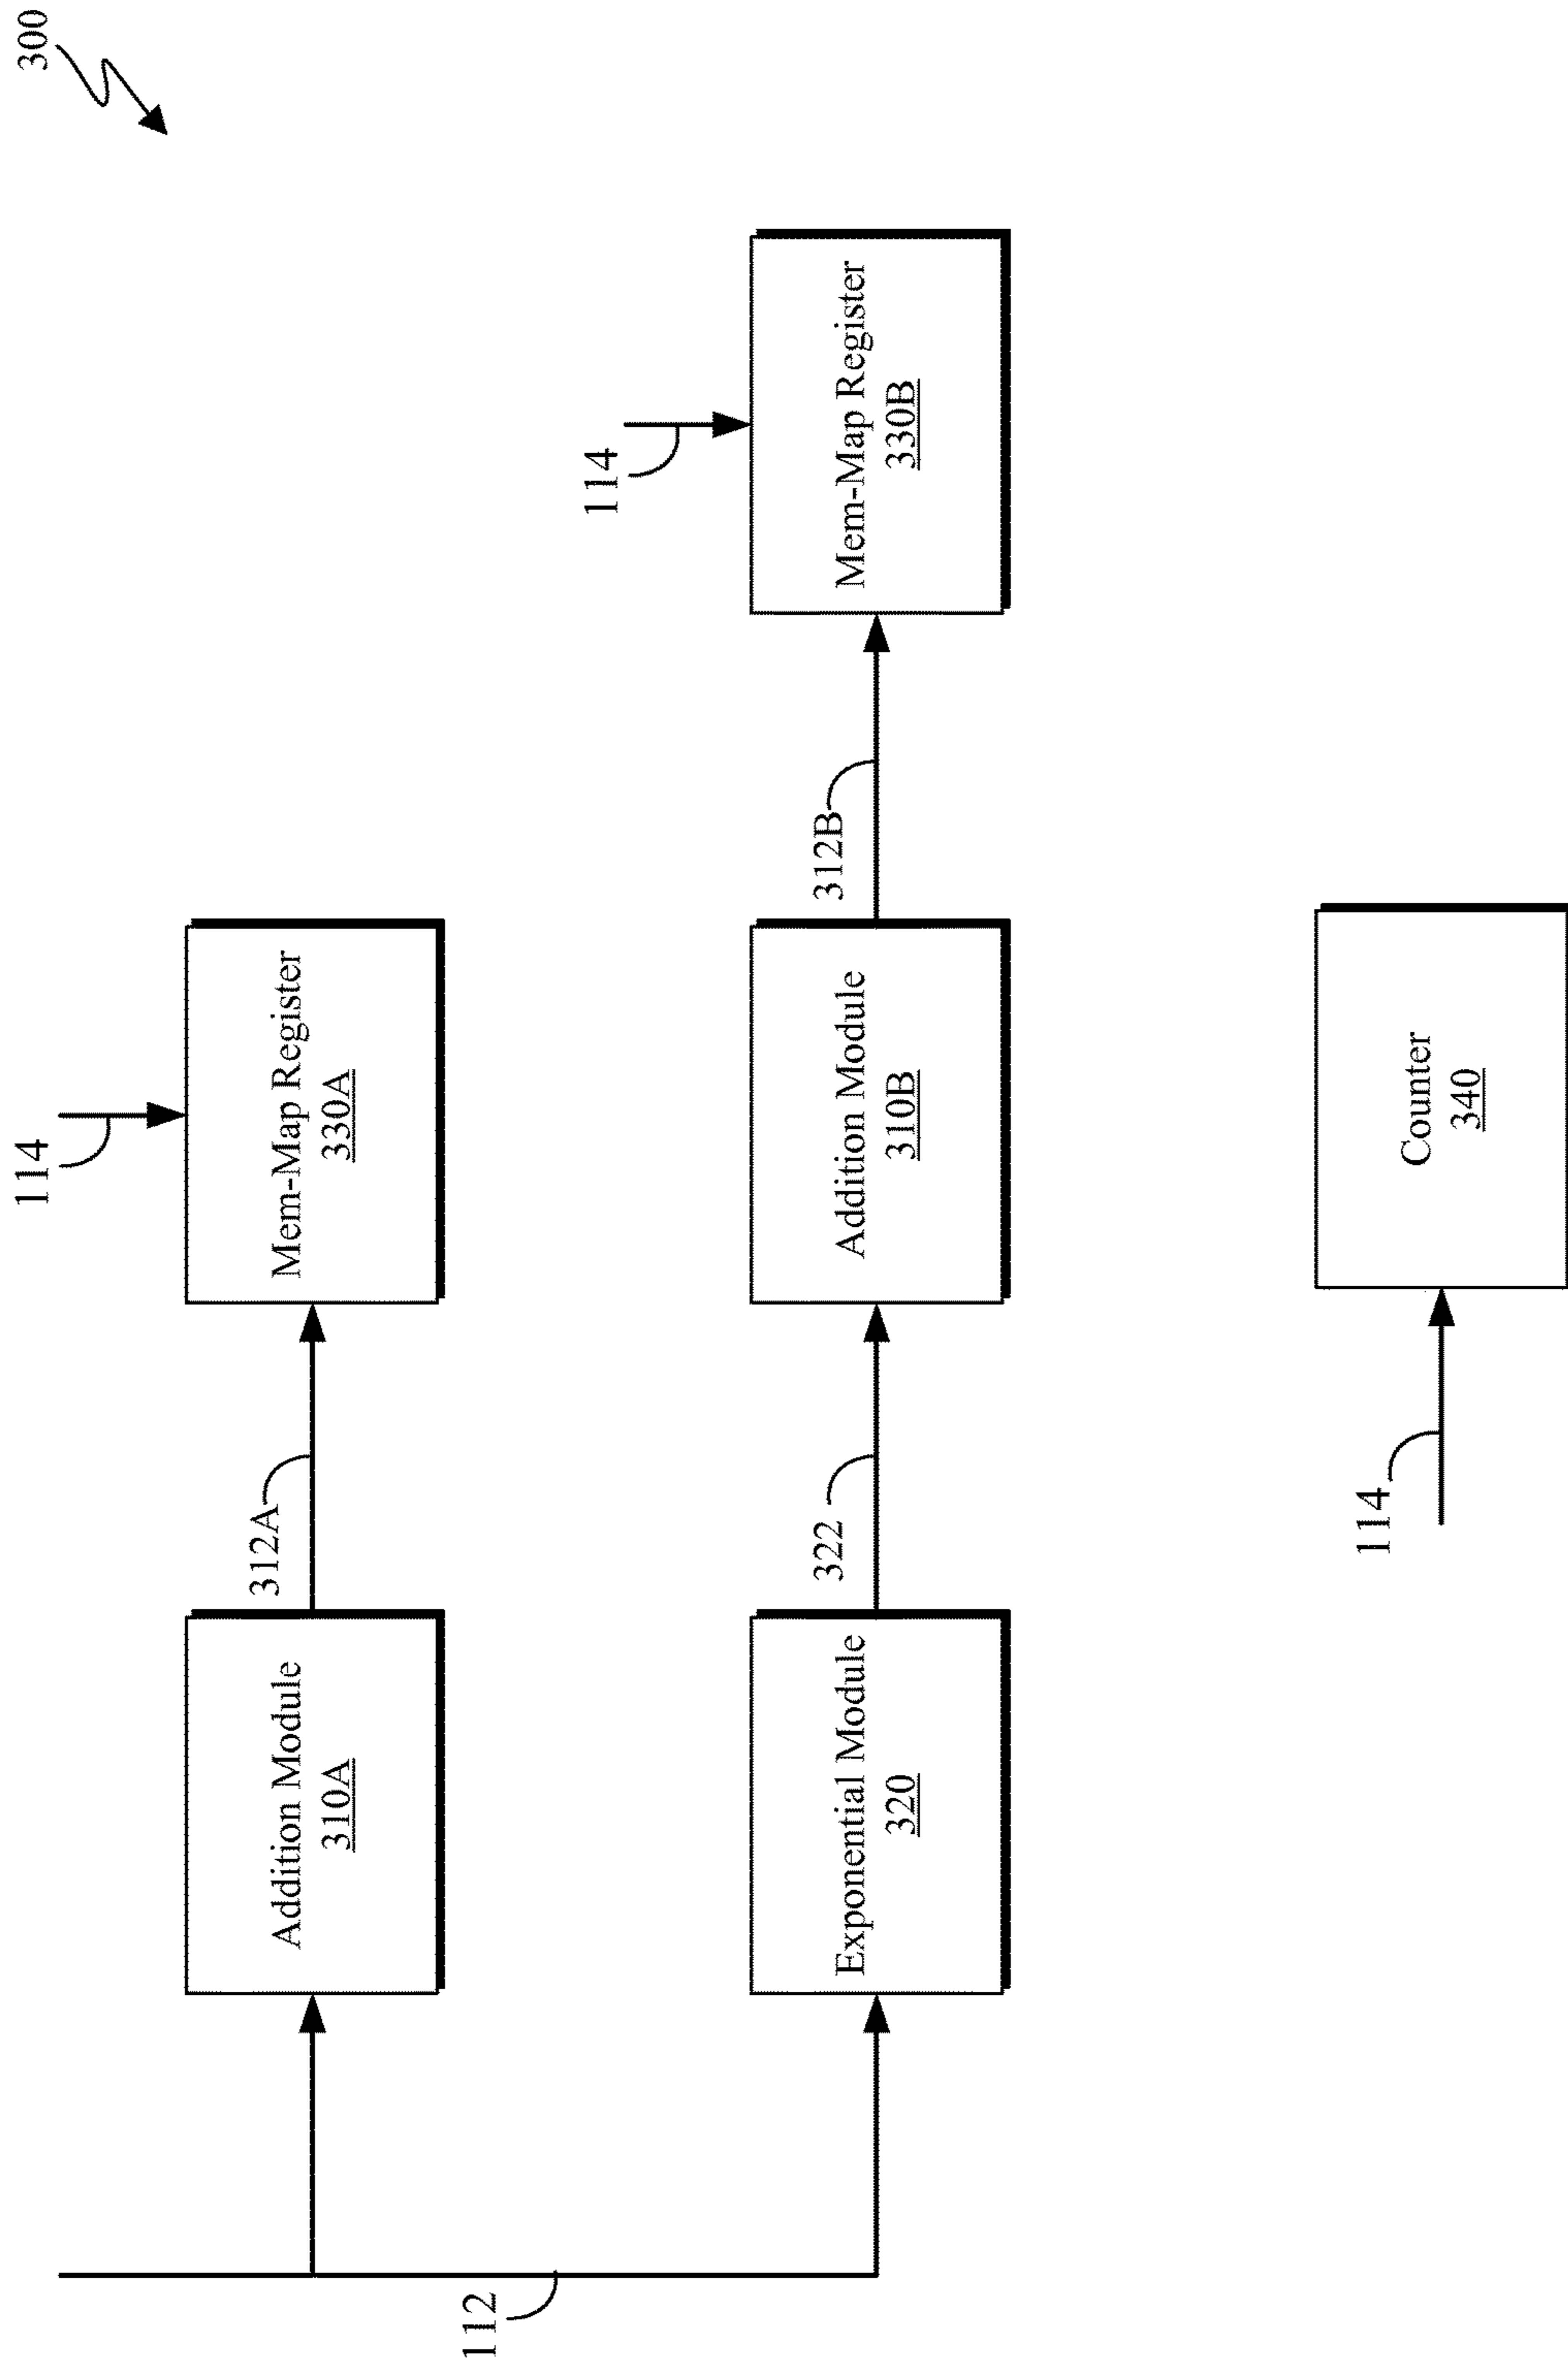 300
114
312A
Addition Module
310A
Mem-Map Register
330A
112
114
322
312B
Exponential Module
320
Addition Module
310B
Mem-Map Register
330B
114
Counter
340